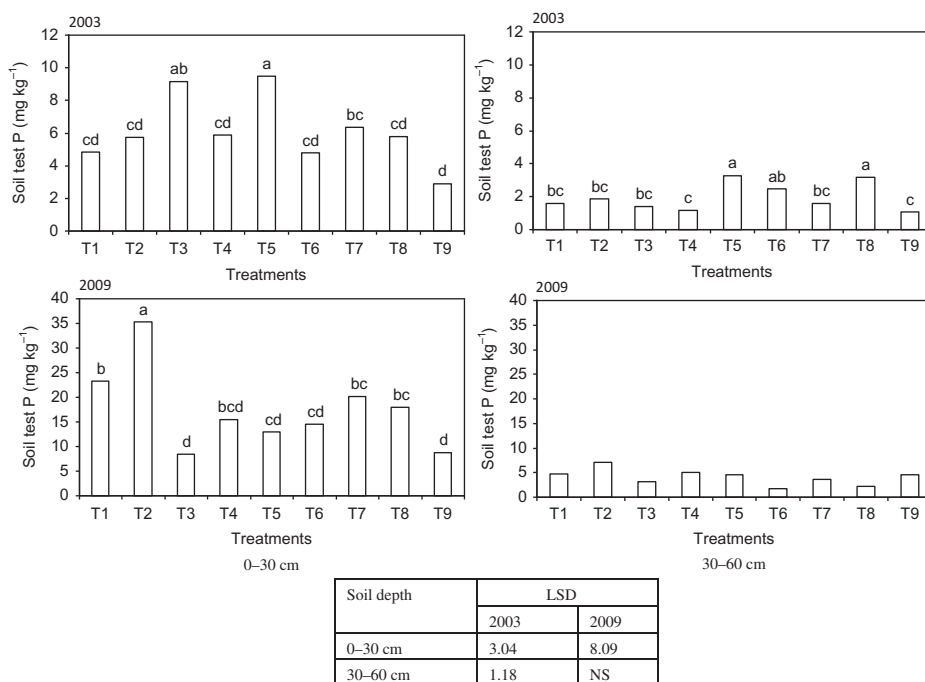 2003
Soil test P (mg kg⁻¹)
12
10
8
6
4
2
0
cd cd ab cd a cd bc cd d
T1 T2 T3 T4 T5 T6 T7 T8 T9
Treatments
2003
Soil test P (mg kg⁻¹)
12
10
8
6
4
2
0
bc bc bc c a ab bc a c
T1 T2 T3 T4 T5 T6 T7 T8 T9
Treatments
2009
Soil test P (mg kg⁻¹)
40
35
30
25
20
15
10
5
0
b a d bcd cd cd bc bc d
T1 T2 T3 T4 T5 T6 T7 T8 T9
Treatments
0–30 cm
2009
Soil test P (mg kg⁻¹)
40
35
30
25
20
15
10
5
0
T1 T2 T3 T4 T5 T6 T7 T8 T9
Treatments
30–60 cm
Soil depth LSD
2003 2009
0–30 cm 3.04 8.09
30–60 cm 1.18 NS